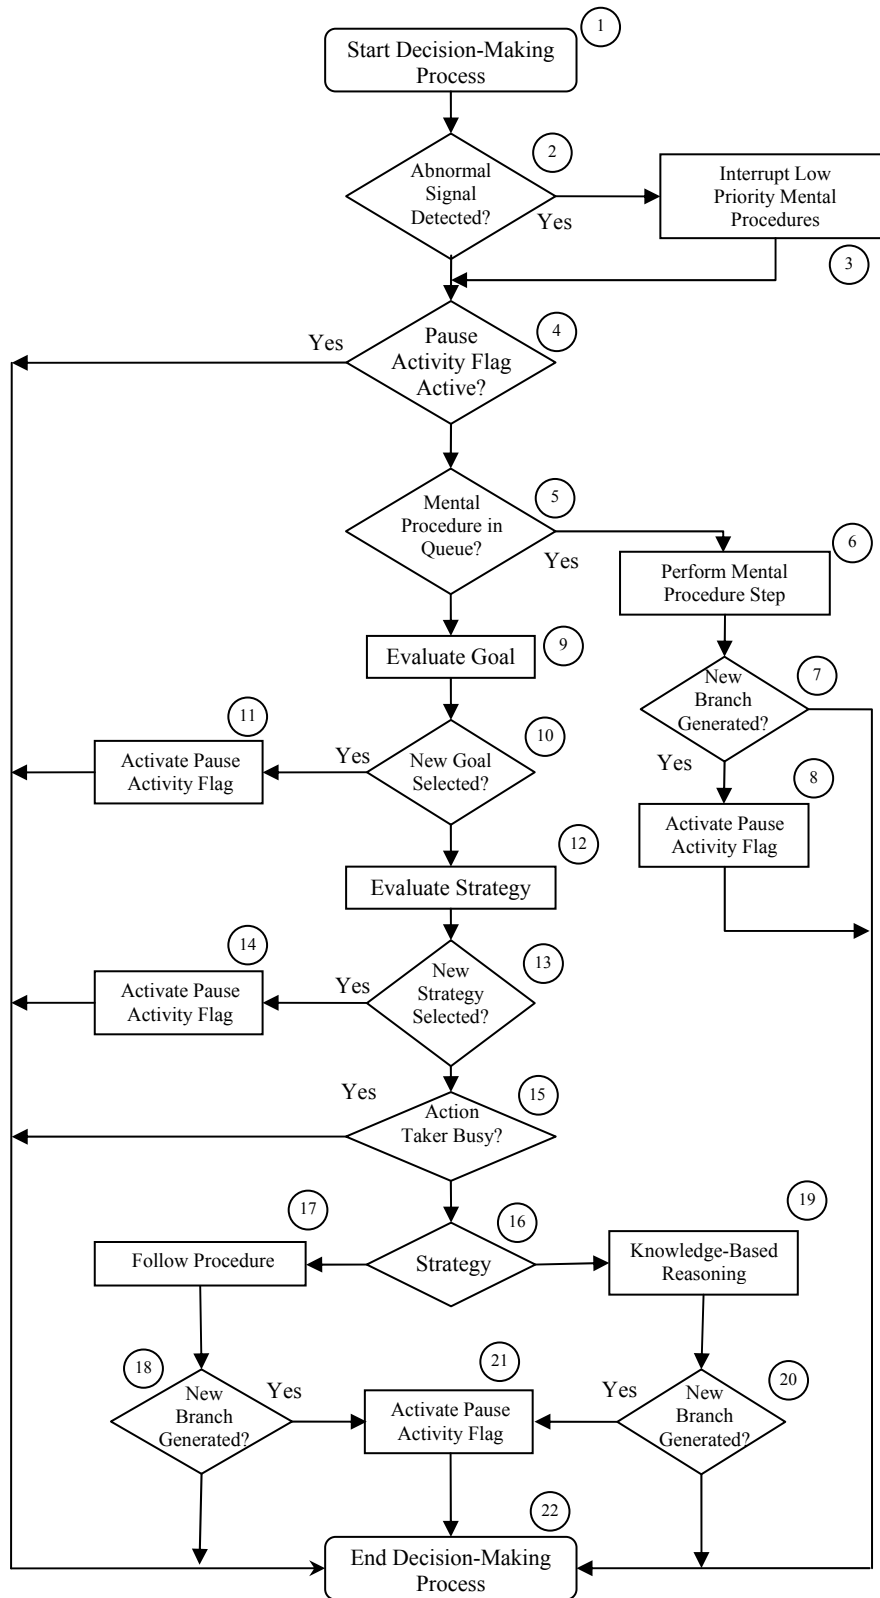 1
Start Decision-Making
Process
2
Abnormal
Signal
Detected?
Yes
Interrupt Low
Priority Mental
Procedures
3
4
Yes
Pause
Activity Flag
Active?
5
Mental
Procedure in
Queue?
Yes
6
Perform Mental
Procedure Step
9
Evaluate Goal
7
New
Branch
Generated?
Yes
11
Activate Pause
Activity Flag
Yes
10
New Goal
Selected?
8
Activate Pause
Activity Flag
12
Evaluate Strategy
14
Activate Pause
Activity Flag
Yes
13
New
Strategy
Selected?
Yes
15
Action
Taker Busy?
17
Follow Procedure
16
Strategy
19
Knowledge-Based
Reasoning
18
New
Branch
Generated?
Yes
21
Activate Pause
Activity Flag
Yes
20
New
Branch
Generated?
22
End Decision-Making
Process